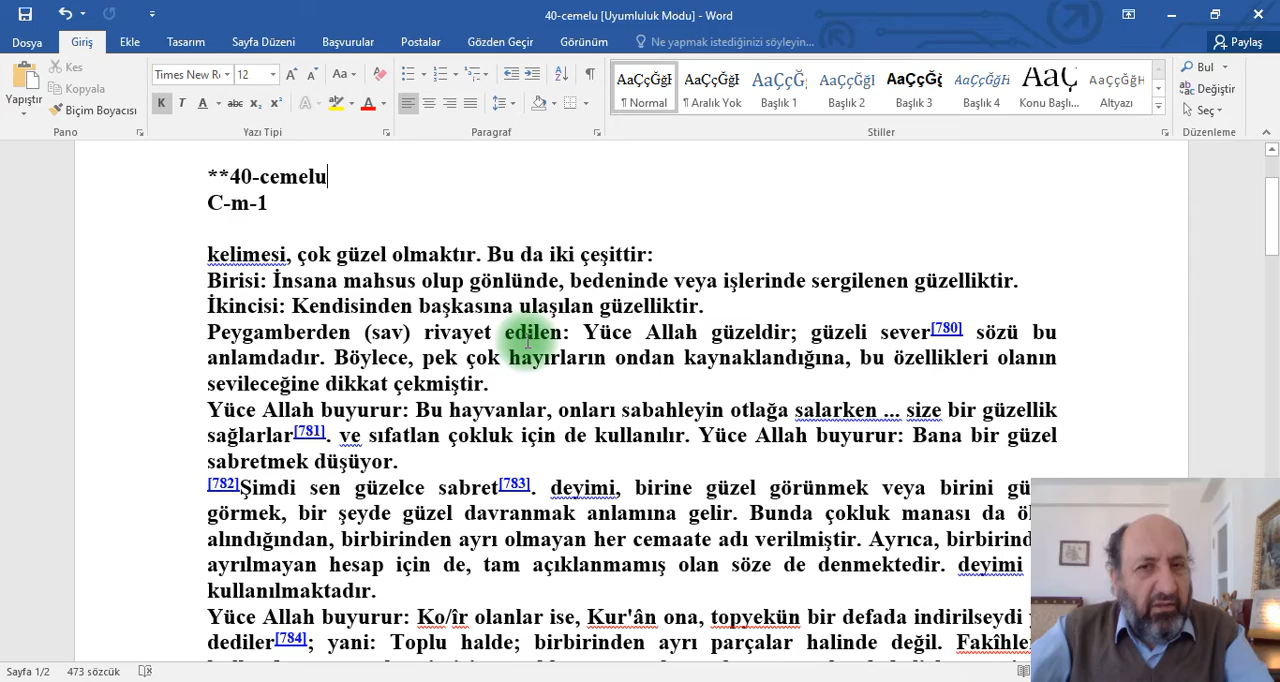 40-cemelu [Uyumluluk Modu] - Word
Dosya Giriş Ekle Tasarım Sayfa Düzeni Başvurular Postalar Gözden Geçir Görünüm Ne yapmak istediğinizi söyleyin... Paylaş
Yapıştır
Kes
Kopyala
Biçim Boyacısı
Times New Ro 12
AaÇçĞğI AaÇçĞğI AaÇçĞğ AaÇçĞğI AaÇçĞğ AaÇçĞğH AaÇ AaÇçĞğH
¶ Normal ¶ Aralık Yok Başlık 1 Başlık 2 Başlık 3 Başlık 4 Konu Başlı... Altyazı
Bul
Değiştir
Seç
Pano Yazı Tipi Paragraf Stiller Düzenleme
**40-cemelu
C-m-1
kelimesi, çok güzel olmaktır. Bu da iki çeşittir:
Birisi: İnsana mahsus olup gönlünde, bedeninde veya işlerinde sergilenen güzelliktir.
İkincisi: Kendisinden başkasına ulaşılan güzelliktir.
Peygamberden (sav) rivayet edilen: Yüce Allah güzeldir; güzeli sever[780] sözü bu
anlamdadır. Böylece, pek çok hayırların ondan kaynaklandığına, bu özellikleri olanın
sevileceğine dikkat çekmiştir.
Yüce Allah buyurur: Bu hayvanlar, onları sabahleyin otlağa salarken ... size bir güzellik
sağlarlar[781]. ve sıfatlan çokluk için de kullanılır. Yüce Allah buyurur: Bana bir güzel
sabretmek düşüyor.
[782]Şimdi sen güzelce sabret[783]. deyimi, birine güzel görünmek veya birini
görmek, bir şeyde güzel davranmak anlamına gelir. Bunda çokluk manası da
alındığından, birbirinden ayrı olmayan her cemaate adı verilmiştir. Ayrıca,
ayrılmayan hesap için de, tam açıklanmamış olan söze de denmektedir. deyimi
kullanılmaktadır.
Yüce Allah buyurur: Ko/îr olanlar ise, Kur'ân ona, topyekün bir defada indirilseydi
dediler[784]; yani: Toplu halde; birbirinden ayrı parçalar halinde değil.
Sayfa 1/2 473 sözcük